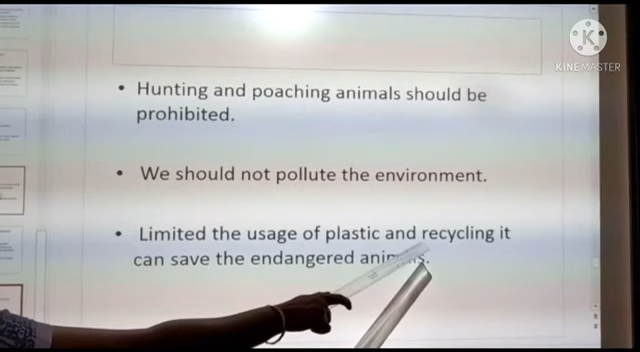 KINEMASTER
• Hunting and poaching animals should be
prohibited.
• We should not pollute the environment.
• Limited the usage of plastic and recycling it
can save the endangered